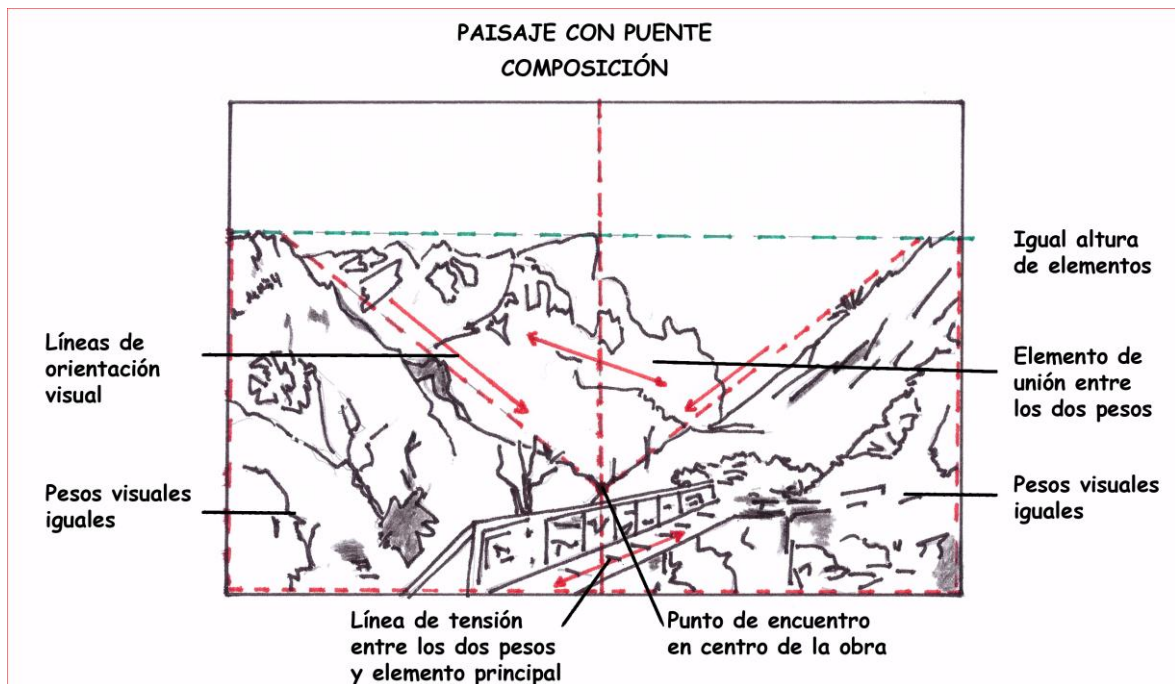 PAISAJE CON PUENTE
COMPOSICIÓN
Igual altura
de elementos
Líneas de
orientación
visual
Elemento de
unión entre
los dos pesos
Pesos visuales
iguales
Pesos visuales
iguales
Línea de tensión
entre los dos pesos
y elemento principal
Punto de encuentro
en centro de la obra